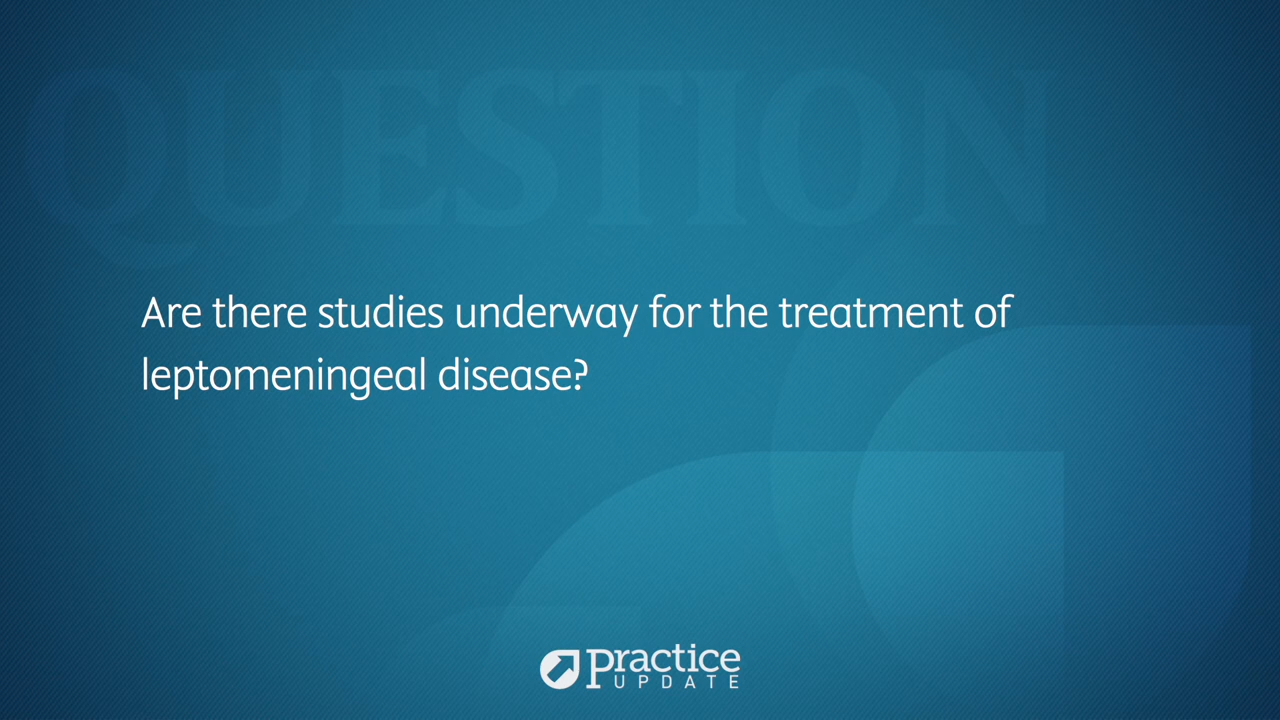 QUESTION
Are there studies underway for the treatment of
leptomeningeal disease?
Practice
UPDATE